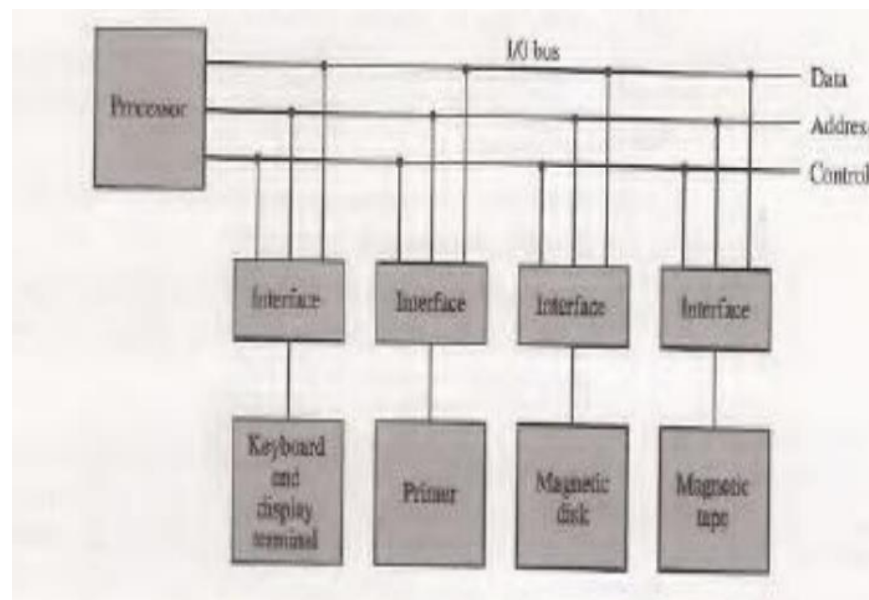 I/O bus
Processor
Data
Addres
Control
Interface
Interface
Interface
Interface
Keyboard
and
display
terminal
Printer
Magnetic
disk
Magnetic
tape